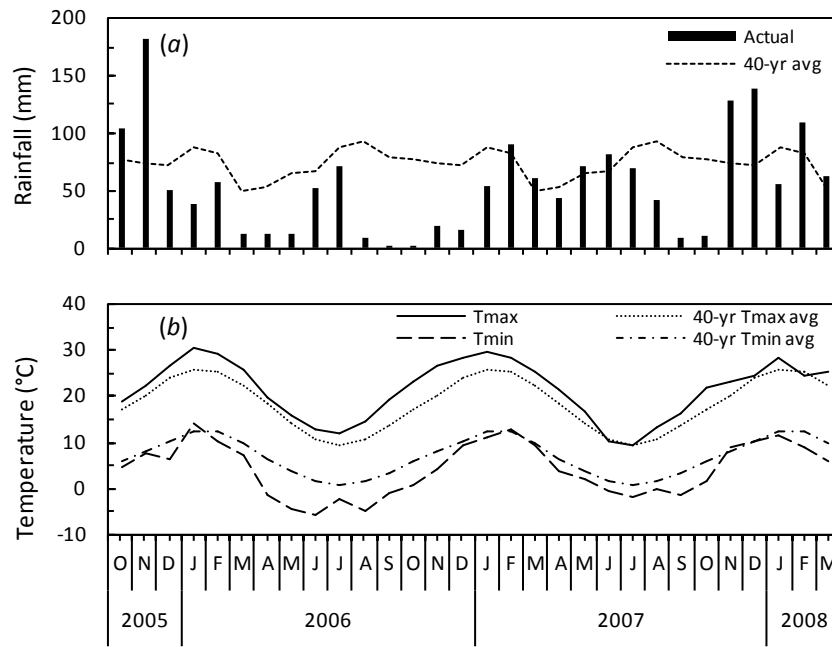 200
(a)
Actual
40-yr avg
150
100
50
0
Rainfall (mm)
40
(b)
Tmax
40-yr Tmax avg
Tmin
40-yr Tmin avg
30
20
10
0
-10
Temperature (°C)
O N D J F M A M J J A S O N D J F M A M J J A S O N D J F M
2005 2006 2007 2008